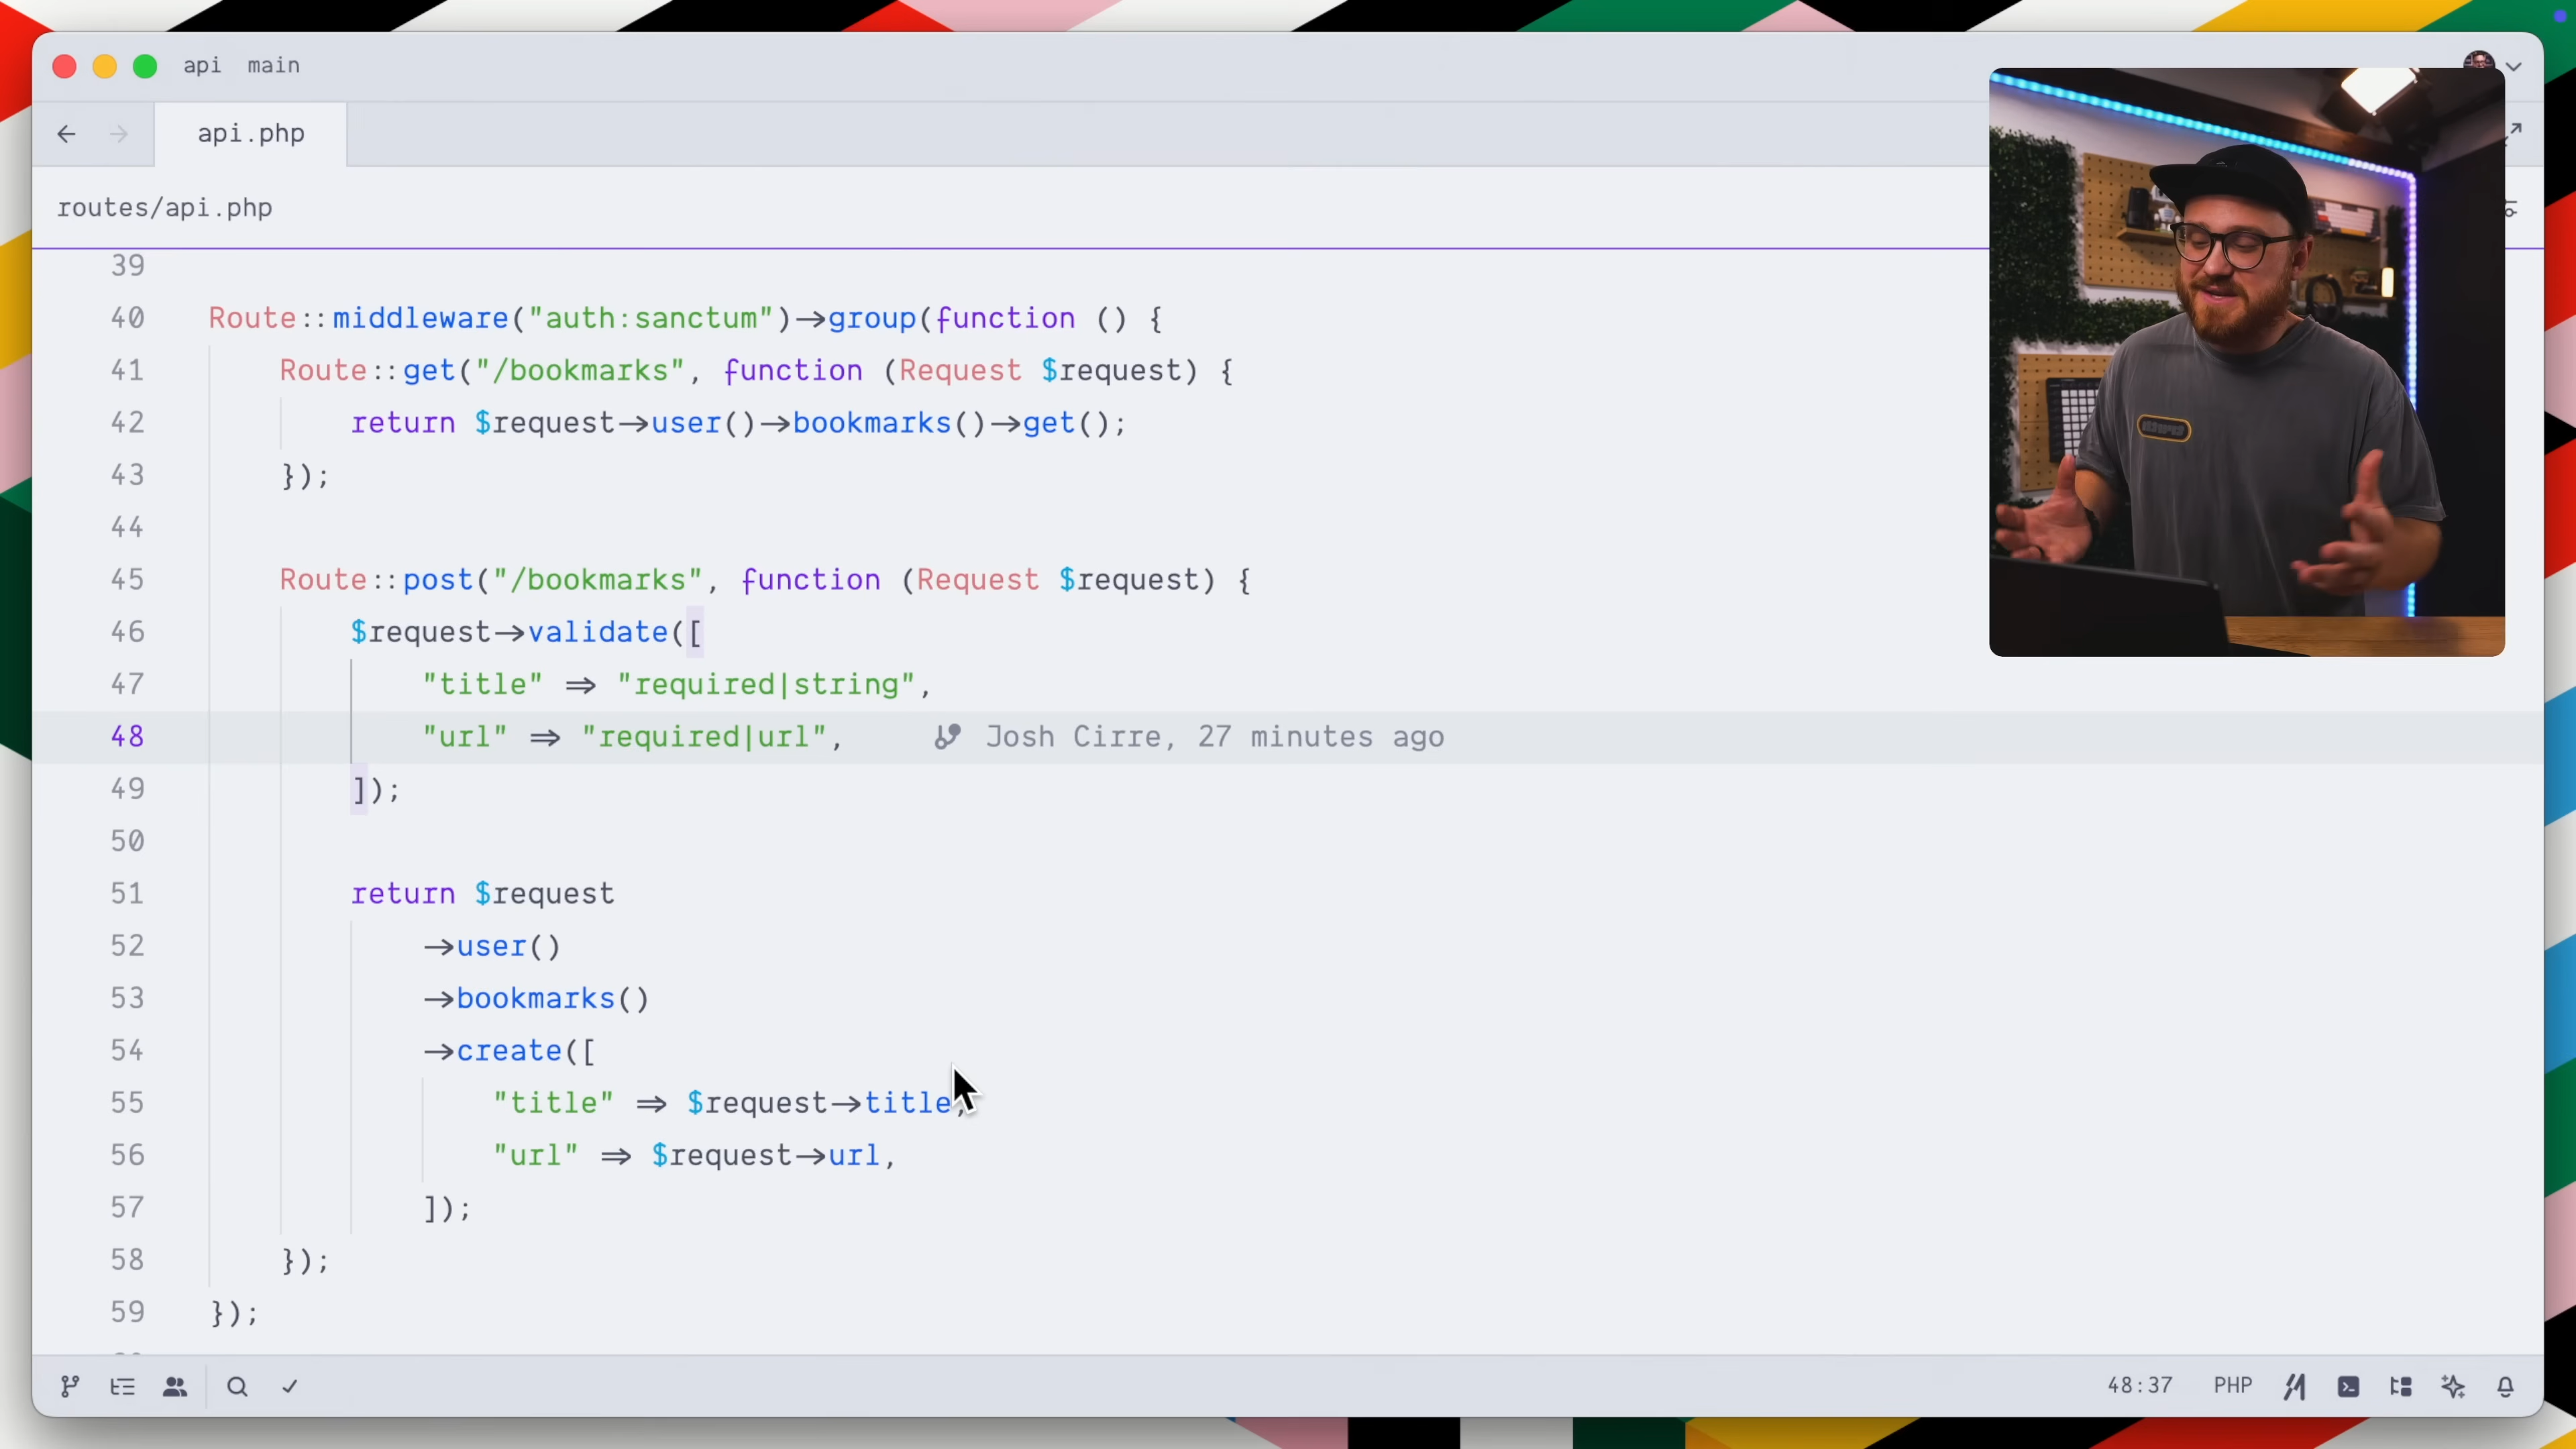 api main
api.php
routes/api.php
39
40 Route::middleware("auth:sanctum")->group(function () {
41 Route::get("/bookmarks", function (Request $request) {
42 return $request->user()->bookmarks()->get();
43 });
44
45 Route::post("/bookmarks", function (Request $request) {
46 $request->validate([
47 "title" => "required|string",
48 "url" => "required|url", Josh Cirre, 27 minutes ago
49 ]);
50
51 return $request
52 ->user()
53 ->bookmarks()
54 ->create([
55 "title" => $request->title,
56 "url" => $request->url,
57 ]);
58 });
59 });
48:37 PHP